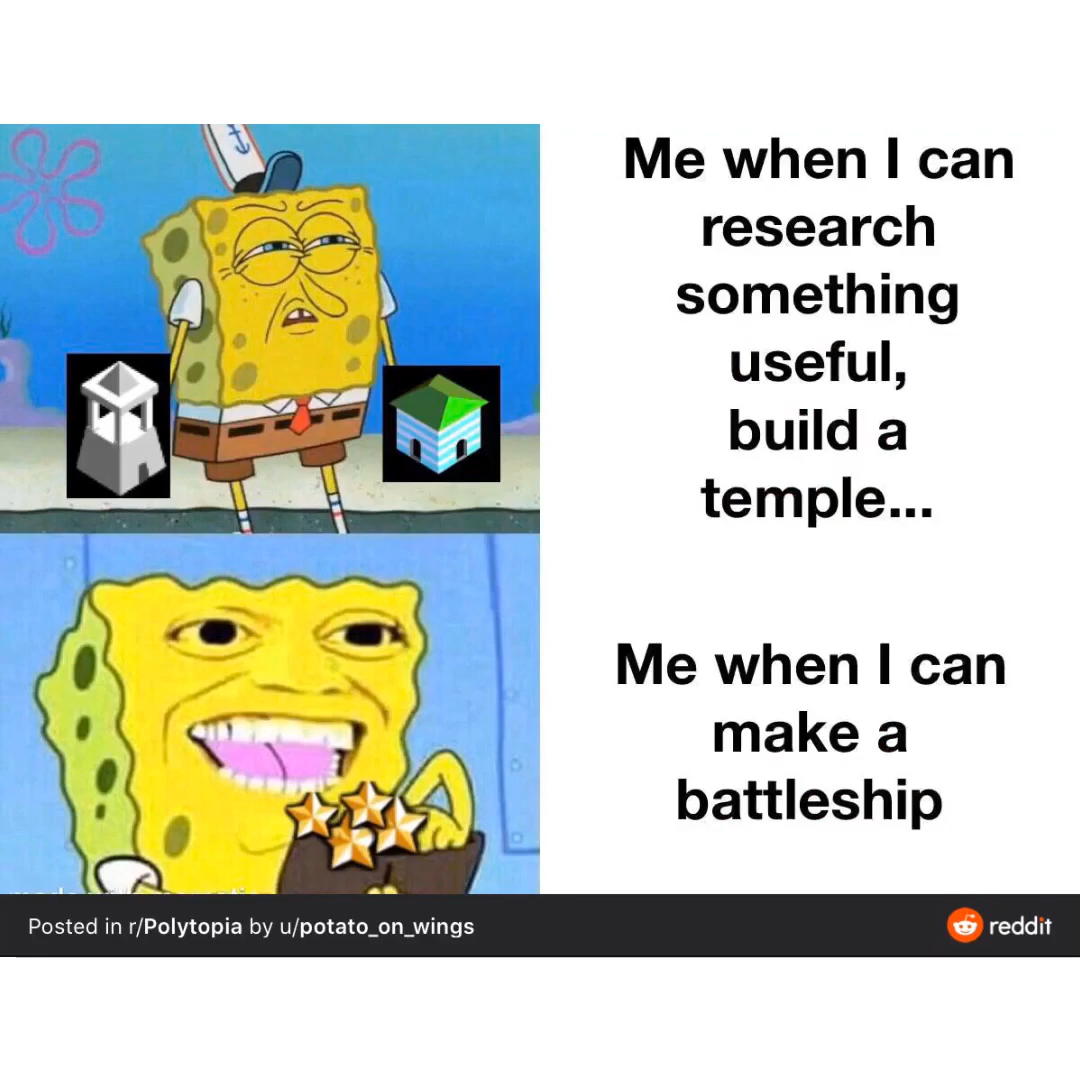 Me when I can
research
something
useful,
build a
temple...
Me when I can
make a
battleship
Posted in r/Polytopia by u/potato_on_wings
reddit